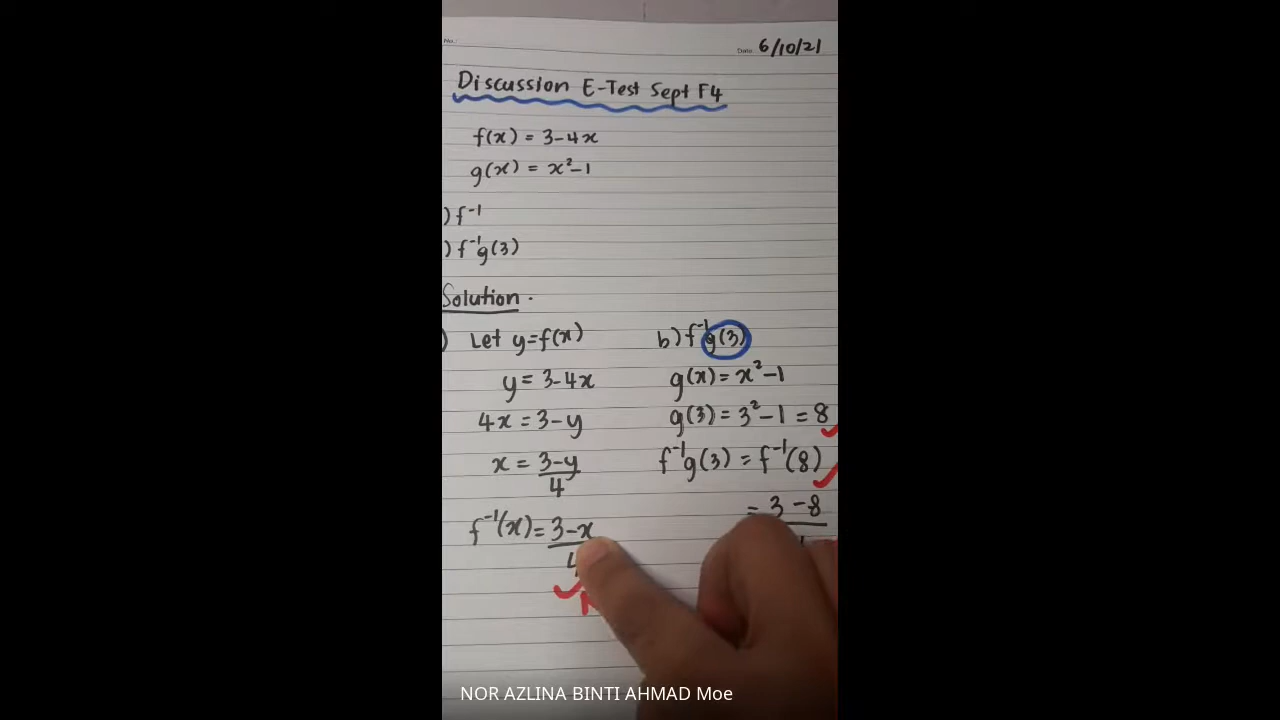 No.:
Date: 6/10/21
Discussion E-Test Sept F4
f(x) = 3-4x
g(x) = x²-1
) f⁻¹
) f⁻¹g(3)
Solution.
) Let y=f(x)
y = 3-4x
4x = 3-y
x = 3-y
4
f⁻¹(x) = 3-x
4
b) f⁻¹g(3)
g(x) = x²-1
g(3) = 3²-1 = 8
f⁻¹g(3) = f⁻¹(8)
= 3-8
NOR AZLINA BINTI AHMAD Moe